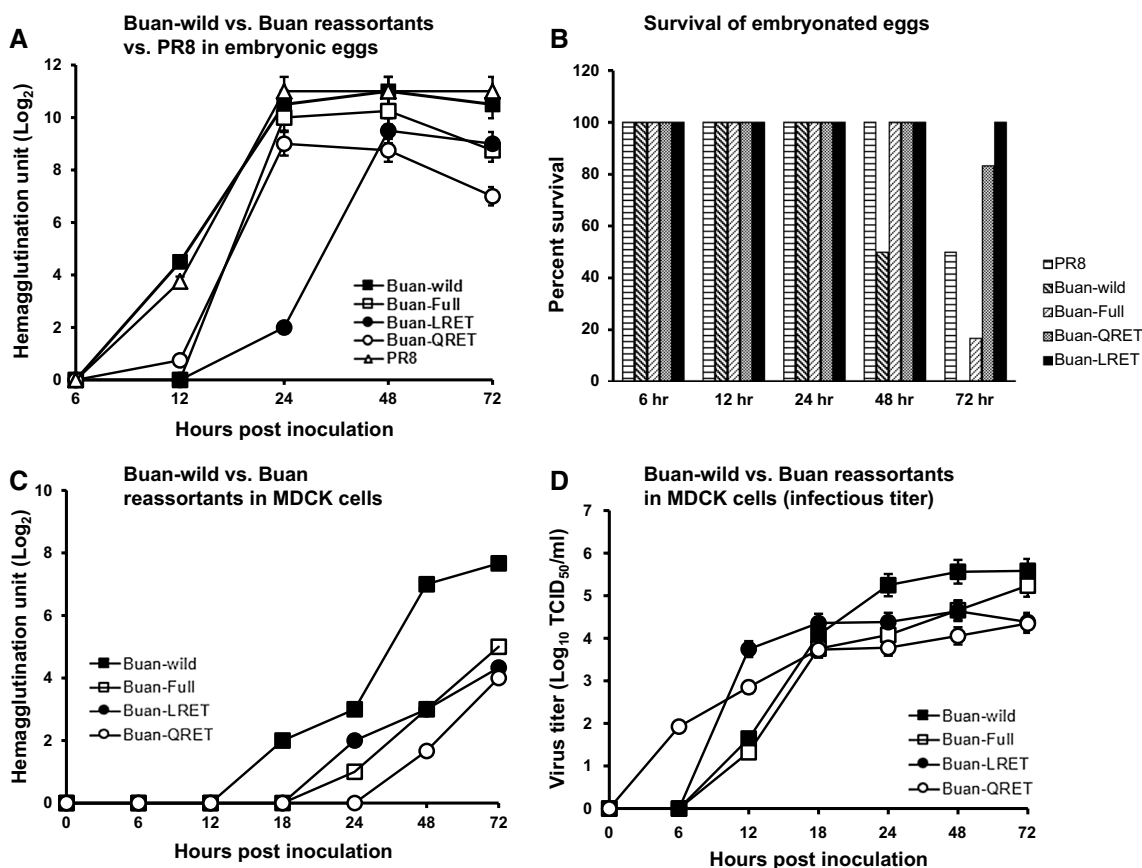 A
Buan-wild vs. Buan reassortants
vs. PR8 in embryonic eggs
Hemagglutination unit (Log2)
12
10
8
6
4
2
0
6 12 24 48 72
Hours post inoculation
Buan-wild
Buan-Full
Buan-LRET
Buan-QRET
PR8
B
Survival of embryonated eggs
Percent survival
120
100
80
60
40
20
0
6 hr 12 hr 24 hr 48 hr 72 hr
PR8
Buan-wild
Buan-Full
Buan-QRET
Buan-LRET
C
Buan-wild vs. Buan
reassortants in MDCK cells
Hemagglutination unit (Log2)
10
8
6
4
2
0
0 6 12 18 24 48 72
Hours post inoculation
Buan-wild
Buan-Full
Buan-LRET
Buan-QRET
D
Buan-wild vs. Buan reassortants
in MDCK cells (infectious titer)
Virus titer (Log10 TCID50/ml)
7
6
5
4
3
2
1
0
0 6 12 18 24 48 72
Hours post inoculation
Buan-wild
Buan-Full
Buan-LRET
Buan-QRET